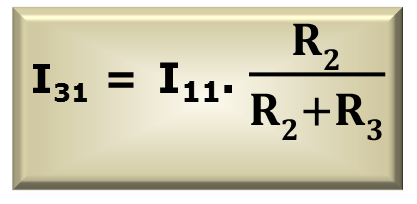 I₃₁ = I₁₁. R₂ / R₂+R₃